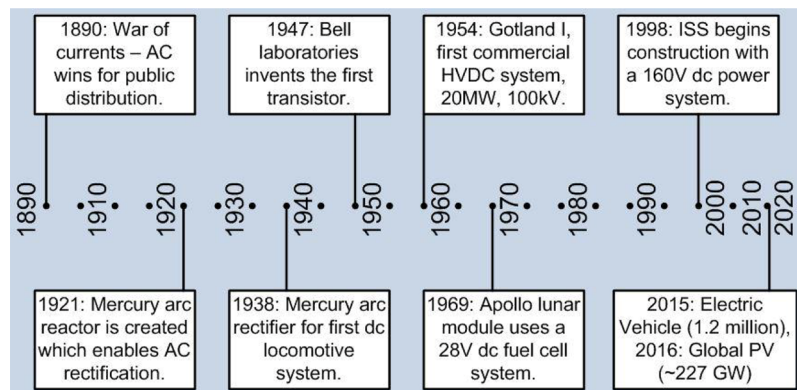 1890: War of
currents – AC
wins for public
distribution.
1947: Bell
laboratories
invents the first
transistor.
1954: Gotland I,
first commercial
HVDC system,
20MW, 100kV.
1998: ISS begins
construction with
a 160V dc power
system.
1890
1910
1920
1930
1940
1950
1960
1970
1980
1990
2000
2010
2020
1921: Mercury arc
reactor is created
which enables AC
rectification.
1938: Mercury arc
rectifier for first dc
locomotive
system.
1969: Apollo lunar
module uses a
28V dc fuel cell
system.
2015: Electric
Vehicle (1.2 million),
2016: Global PV
(~227 GW)